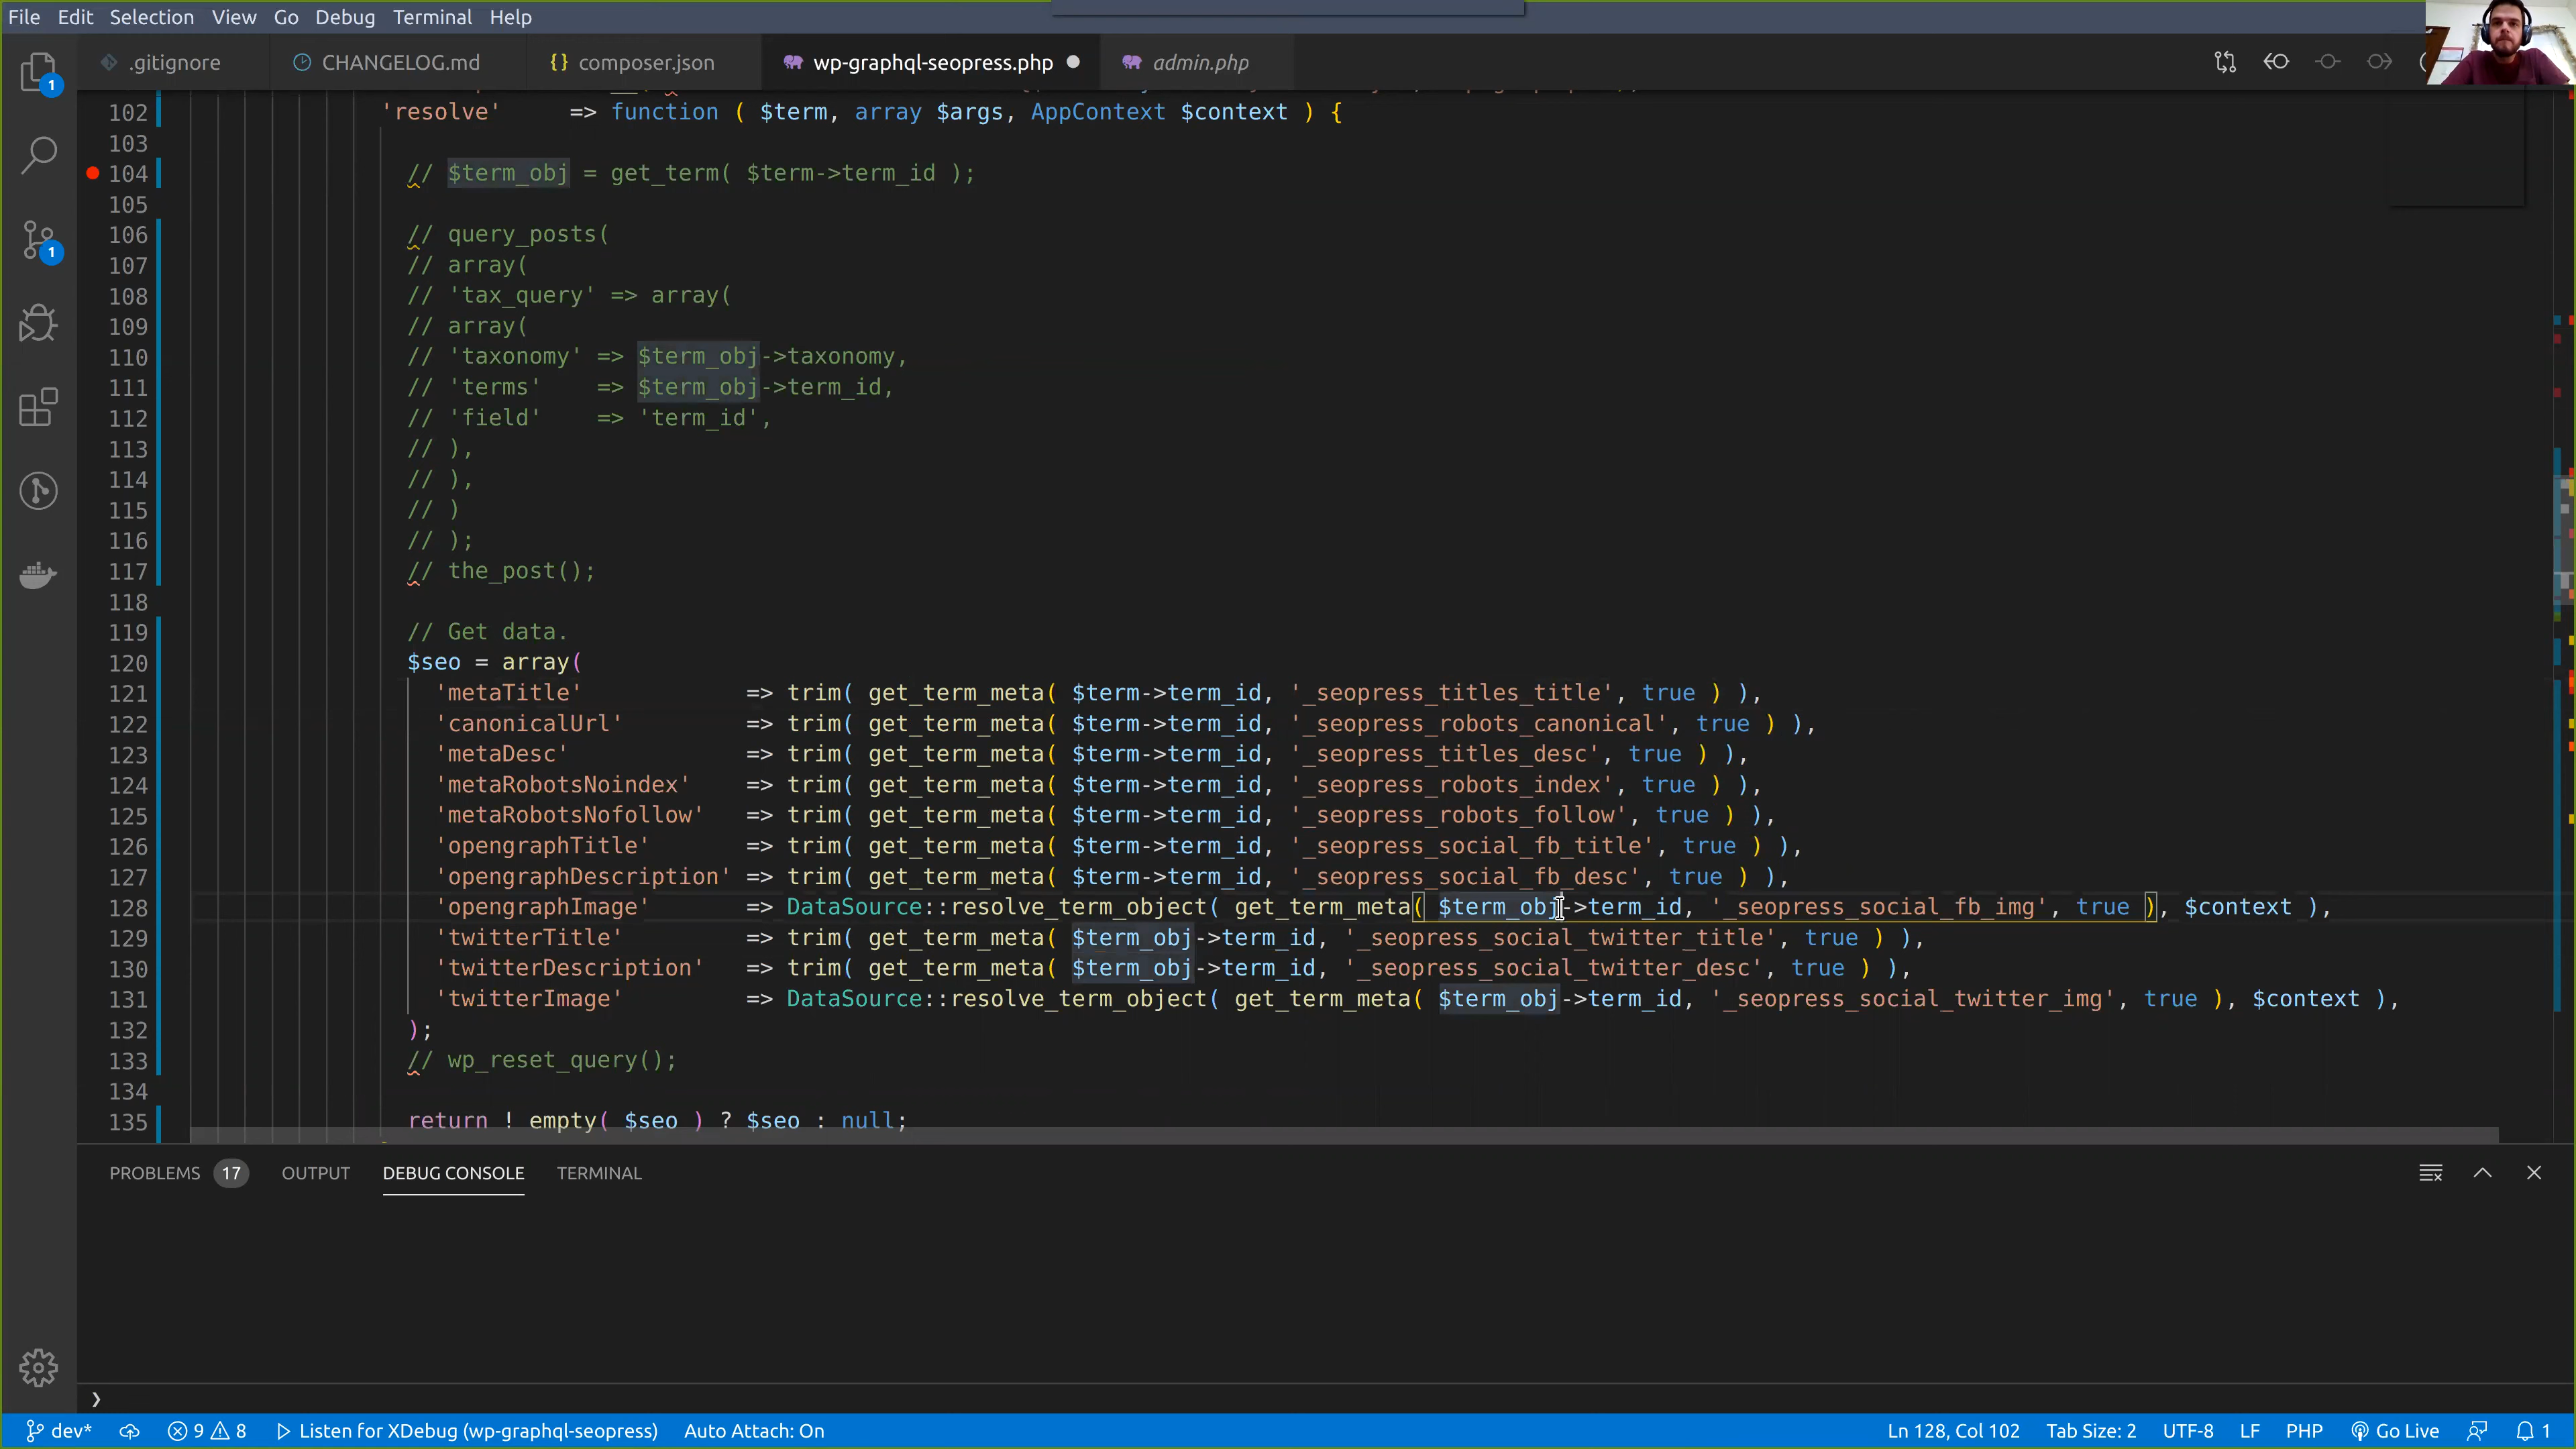 File Edit Selection View Go Debug Terminal Help
.gitignore CHANGELOG.md {} composer.json wp-graphql-seopress.php admin.php
102 'resolve' => function ( $term, array $args, AppContext $context ) {
103
104 // $term_obj = get_term( $term->term_id );
105
106 // query_posts(
107 // array(
108 // 'tax_query' => array(
109 // array(
110 // 'taxonomy' => $term_obj->taxonomy,
111 // 'terms' => $term_obj->term_id,
112 // 'field' => 'term_id',
113 // ),
114 // ),
115 // )
116 // );
117 // the_post();
118
119 // Get data.
120 $seo = array(
121 'metaTitle' => trim( get_term_meta( $term->term_id, '_seopress_titles_title', true ) ),
122 'canonicalUrl' => trim( get_term_meta( $term->term_id, '_seopress_robots_canonical', true ) ),
123 'metaDesc' => trim( get_term_meta( $term->term_id, '_seopress_titles_desc', true ) ),
124 'metaRobotsNoindex' => trim( get_term_meta( $term->term_id, '_seopress_robots_index', true ) ),
125 'metaRobotsNofollow' => trim( get_term_meta( $term->term_id, '_seopress_robots_follow', true ) ),
126 'opengraphTitle' => trim( get_term_meta( $term->term_id, '_seopress_social_fb_title', true ) ),
127 'opengraphDescription' => trim( get_term_meta( $term->term_id, '_seopress_social_fb_desc', true ) ),
128 'opengraphImage' => DataSource::resolve_term_object( get_term_meta( $term_obj->term_id, '_seopress_social_fb_img', true ), $context ),
129 'twitterTitle' => trim( get_term_meta( $term_obj->term_id, '_seopress_social_twitter_title', true ) ),
130 'twitterDescription' => trim( get_term_meta( $term_obj->term_id, '_seopress_social_twitter_desc', true ) ),
131 'twitterImage' => DataSource::resolve_term_object( get_term_meta( $term_obj->term_id, '_seopress_social_twitter_img', true ), $context ),
132 );
133 // wp_reset_query();
134
135 return ! empty( $seo ) ? $seo : null;
PROBLEMS 17 OUTPUT DEBUG CONSOLE TERMINAL
dev* 9 8 Listen for XDebug (wp-graphql-seopress) Auto Attach: On Ln 128, Col 102 Tab Size: 2 UTF-8 LF PHP Go Live 1